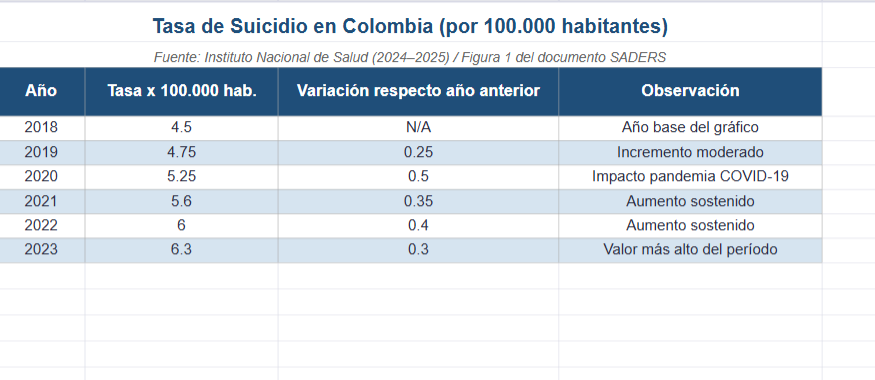 Tasa de Suicidio en Colombia (por 100.000 habitantes)
Fuente: Instituto Nacional de Salud (2024–2025) / Figura 1 del documento SADERS
Año Tasa x 100.000 hab. Variación respecto año anterior Observación
2018 4.5 N/A Año base del gráfico
2019 4.75 0.25 Incremento moderado
2020 5.25 0.5 Impacto pandemia COVID-19
2021 5.6 0.35 Aumento sostenido
2022 6 0.4 Aumento sostenido
2023 6.3 0.3 Valor más alto del período